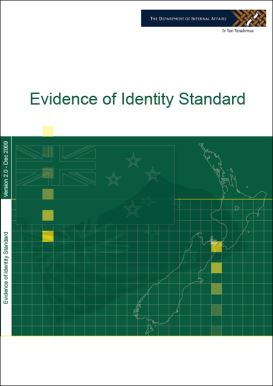 THE DEPARTMENT OF INTERNAL AFFAIRS
Te Tari Taiwhenua
Evidence of Identity Standard
Version 2.0 - Dec 2009
Evidence of Identity Standard